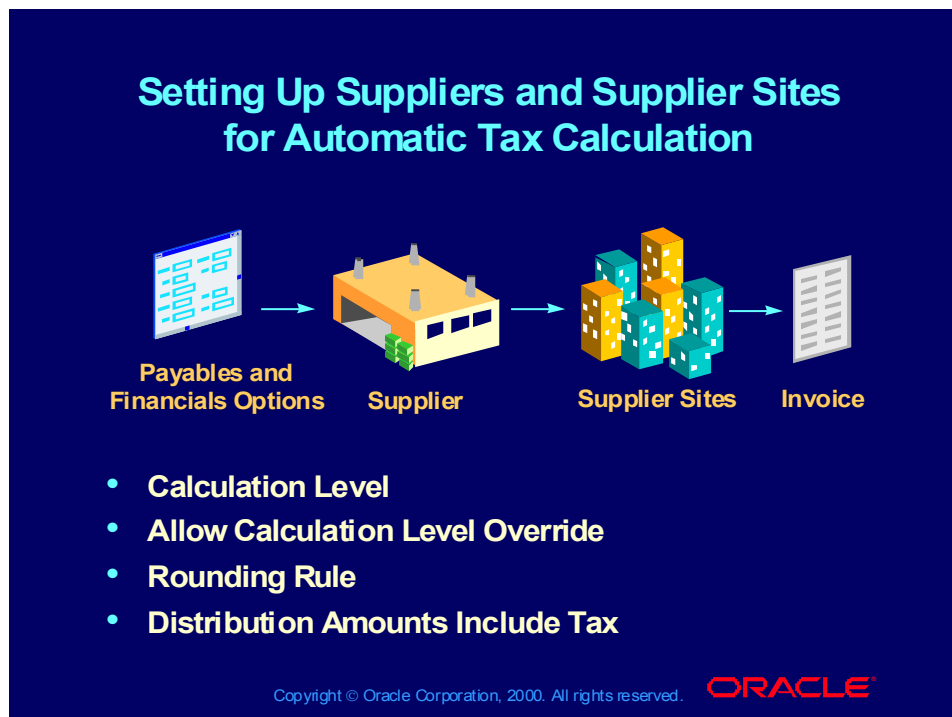 Setting Up Suppliers and Supplier Sites
for Automatic Tax Calculation
Payables and
Financials Options
Supplier
Supplier Sites
Invoice
• Calculation Level
• Allow Calculation Level Override
• Rounding Rule
• Distribution Amounts Include Tax
Copyright © Oracle Corporation, 2000. All rights reserved.
ORACLE®